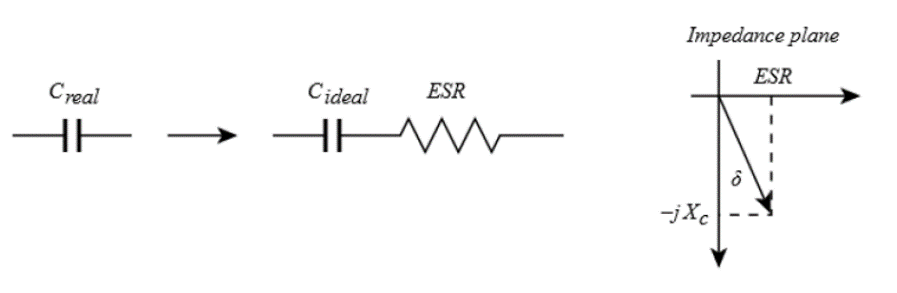 C_real
C_ideal
ESR
Impedance plane
ESR
δ
–jX_c